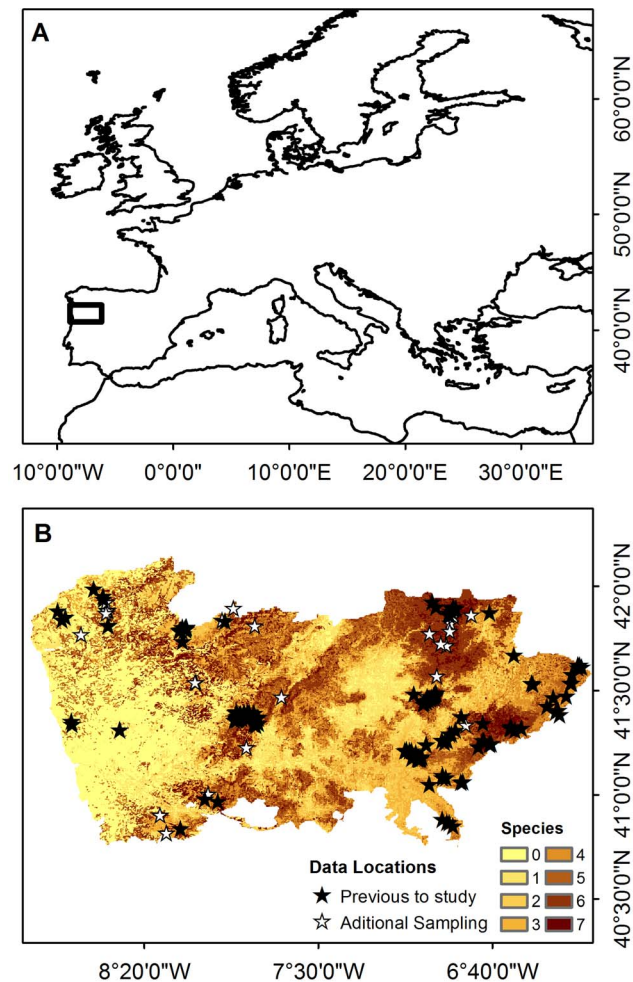 A
60°0'0"N
50°0'0"N
40°0'0"N
10°0'0"W 0°0'0" 10°0'0"E 20°0'0"E 30°0'0"E
B
42°0'0"N
41°30'0"N
41°0'0"N
40°30'0"N
Data Locations
Previous to study
Aditional Sampling
Species
0 4
1 5
2 6
3 7
8°20'0"W 7°30'0"W 6°40'0"W